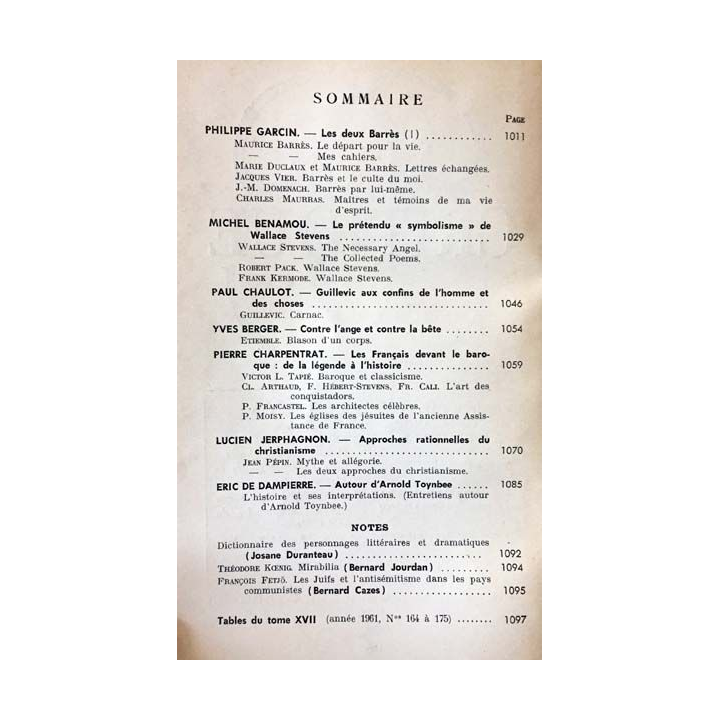 SOMMAIRE
PAGE
PHILIPPE GARCIN. — Les deux Barrès (I) ............ 1011
MAURICE BARRÈS. Le départ pour la vie.
— — Mes cahiers.
MARIE DUCLAUX et MAURICE BARRÈS. Lettres échangées.
JACQUES VIER. Barrès et le culte du moi.
J.-M. DOMENACH. Barrès par lui-même.
CHARLES MAURRAS. Maîtres et témoins de ma vie
d'esprit.
MICHEL BENAMOU. — Le prétendu « symbolisme » de
Wallace Stevens ........................... 1029
WALLACE STEVENS. The Necessary Angel.
— — The Collected Poems.
ROBERT PACK. Wallace Stevens.
FRANK KERMODE. Wallace Stevens.
PAUL CHAULOT. — Guillevic aux confins de l'homme et
des choses ................................ 1046
GUILLEVIC. Carnac.
YVES BERGER. — Contre l'ange et contre la bête ........ 1054
ETIEMBLE. Blason d'un corps.
PIERRE CHARPENTRAT. — Les Français devant le baro-
que : de la légende à l'histoire ............... 1059
VICTOR L. TAPIÉ. Baroque et classicisme.
CL. ARTHAUD, F. HÉBERT-STEVENS, FR. CALI. L'art des
conquistadors.
P. FRANCASTEL. Les architectes célèbres.
P. MOISY. Les églises des jésuites de l'ancienne Assis-
tance de France.
LUCIEN JERPHAGNON. — Approches rationnelles du
christianisme ............................. 1070
JEAN PÉPIN. Mythe et allégorie.
— — Les deux approches du christianisme.
ERIC DE DAMPIERRE. — Autour d'Arnold Toynbee ...... 1085
L'histoire et ses interprétations. (Entretiens autour
d'Arnold Toynbee.)
NOTES
Dictionnaire des personnages littéraires et dramatiques
(Josane Duranteau) ......................... 1092
THÉODORE KŒNIG. Mirabilia (Bernard Jourdan) ......... 1094
FRANÇOIS FEJTÖ. Les Juifs et l'antisémitisme dans les pays
communistes (Bernard Cazes) .................. 1095
Tables du tome XVII (année 1961, Nos 164 à 175) ........ 1097